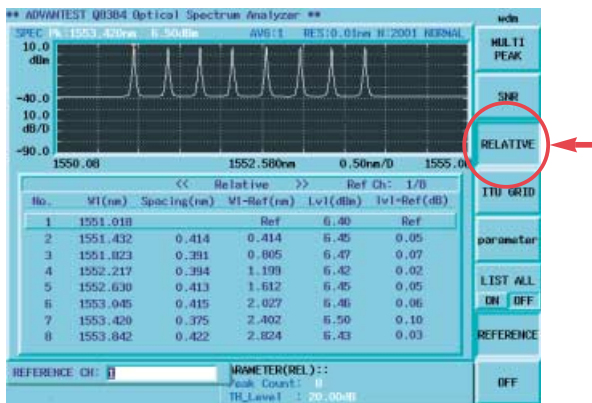 ** ADVANTEST Q8384 Optical Spectrum Analyzer **
SPEC Pk:1553.420nm 6.50dBm AVG:1 RES:0.01nm N:2001 NORMAL
10.0
dBm
-40.0
10.0
dB/D
-90.0
1550.08 1552.580nm 0.50nm/D 1555.0
<< Relative >> Ref Ch: 1/8
No. Wl(nm) Spacing(nm) Wl-Ref(nm) Lvl(dBm) lvl-Ref(dB)
1 1551.018 Ref 6.40 Ref
2 1551.432 0.414 0.414 6.45 0.05
3 1551.823 0.391 0.805 6.47 0.07
4 1552.217 0.394 1.199 6.42 0.02
5 1552.630 0.413 1.612 6.45 0.05
6 1553.045 0.415 2.027 6.46 0.06
7 1553.420 0.375 2.402 6.50 0.10
8 1553.842 0.422 2.824 6.43 0.03
REFERENCE CH: 1
ARAMETER(REL)::
Peak Count: 8
TH_Level : 20.00dB
wdm
MULTI
PEAK
SNR
RELATIVE
ITU GRID
parameter
LIST ALL
ON OFF
REFERENCE
OFF